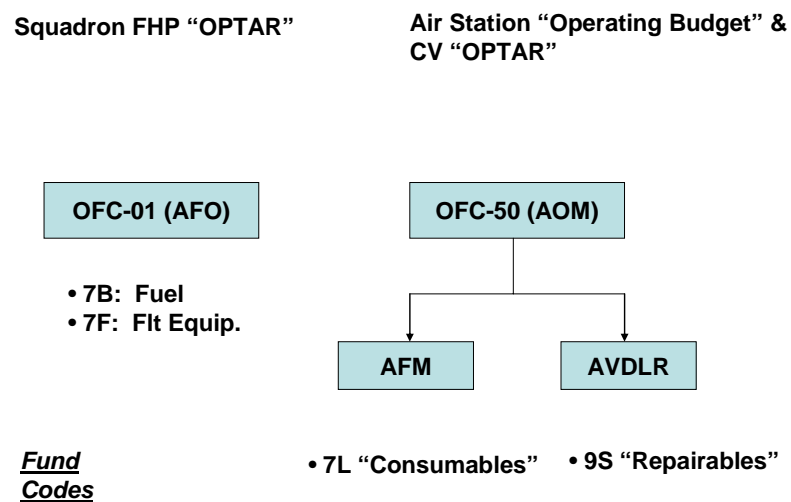 Squadron FHP “OPTAR”
Air Station “Operating Budget” &
CV “OPTAR”
OFC-01 (AFO)
OFC-50 (AOM)
• 7B:  Fuel
• 7F:  Flt Equip.
AFM
AVDLR
Fund
Codes
• 7L “Consumables”
• 9S “Repairables”